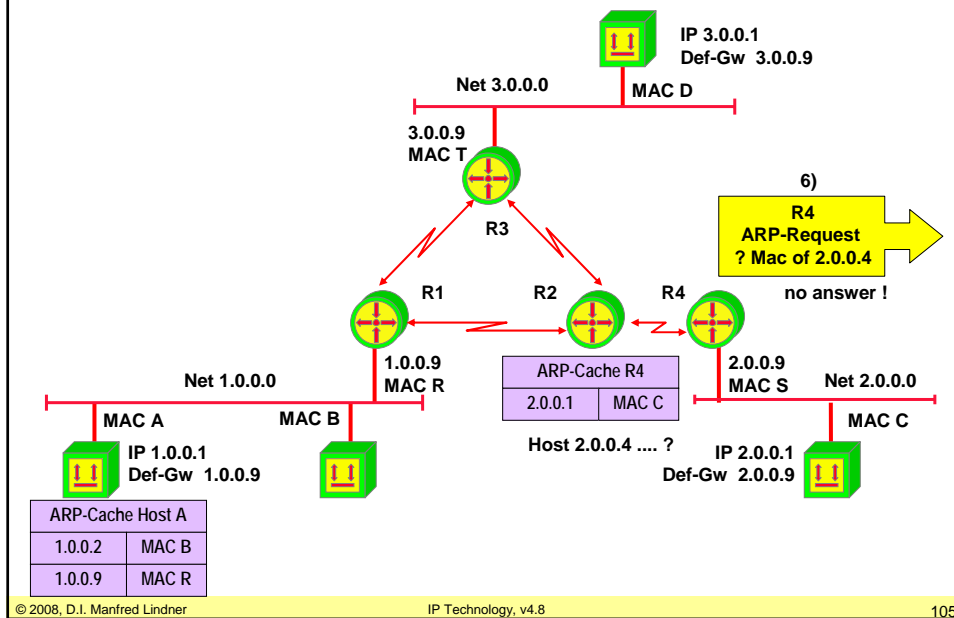 IP 3.0.0.1
Def-Gw 3.0.0.9
Net 3.0.0.0
MAC D
3.0.0.9
MAC T
R3
6)
R4
ARP-Request
? Mac of 2.0.0.4
no answer !
R1
R2
R4
1.0.0.9
MAC R
ARP-Cache R4
2.0.0.1 MAC C
2.0.0.9
MAC S
Net 1.0.0.0
Net 2.0.0.0
MAC A
MAC B
MAC C
Host 2.0.0.4 .... ?
IP 1.0.0.1
Def-Gw 1.0.0.9
IP 2.0.0.1
Def-Gw 2.0.0.9
ARP-Cache Host A
1.0.0.2 MAC B
1.0.0.9 MAC R
© 2008, D.I. Manfred Lindner
IP Technology, v4.8
105